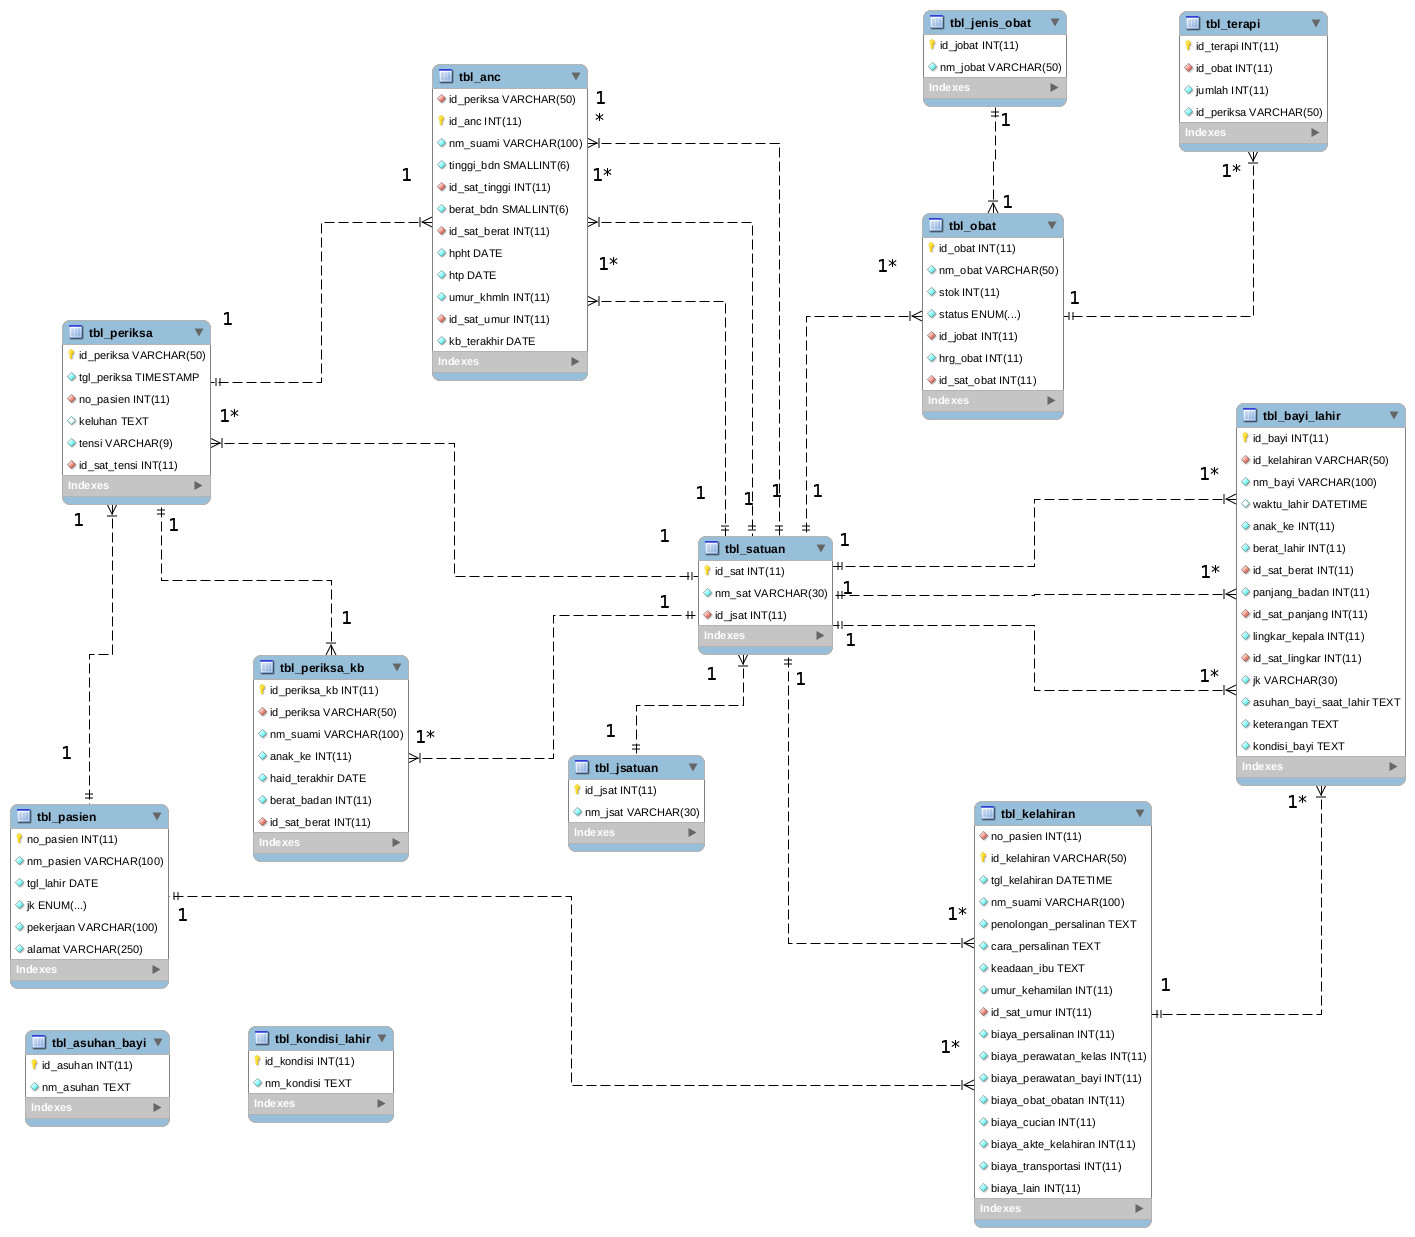 tbl_anc
id_periksa VARCHAR(50)
id_anc INT(11)
nm_suami VARCHAR(100)
tinggi_bdn SMALLINT(6)
id_sat_tinggi INT(11)
berat_bdn SMALLINT(6)
id_sat_berat INT(11)
hpht DATE
htp DATE
umur_khmln INT(11)
id_sat_umur INT(11)
kb_terakhir DATE
Indexes
1
*
1*
1*
1
tbl_jenis_obat
id_jobat INT(11)
nm_jobat VARCHAR(50)
Indexes
1
1
tbl_terapi
id_terapi INT(11)
id_obat INT(11)
jumlah INT(11)
id_periksa VARCHAR(50)
Indexes
1*
tbl_obat
id_obat INT(11)
nm_obat VARCHAR(50)
stok INT(11)
status ENUM(...)
id_jobat INT(11)
hrg_obat INT(11)
id_sat_obat INT(11)
Indexes
1*
1
tbl_periksa
id_periksa VARCHAR(50)
tgl_periksa TIMESTAMP
no_pasien INT(11)
keluhan TEXT
tensi VARCHAR(9)
id_sat_tensi INT(11)
Indexes
1
1*
1
1
tbl_bayi_lahir
id_bayi INT(11)
id_kelahiran VARCHAR(50)
nm_bayi VARCHAR(100)
waktu_lahir DATETIME
anak_ke INT(11)
berat_lahir INT(11)
id_sat_berat INT(11)
panjang_badan INT(11)
id_sat_panjang INT(11)
lingkar_kepala INT(11)
id_sat_lingkar INT(11)
jk VARCHAR(30)
asuhan_bayi_saat_lahir TEXT
keterangan TEXT
kondisi_bayi TEXT
Indexes
1*
1*
1*
1*
1
1
1
1
tbl_satuan
id_sat INT(11)
nm_sat VARCHAR(30)
id_jsat INT(11)
Indexes
1
1
1
1
1
1
1
tbl_periksa_kb
id_periksa_kb INT(11)
id_periksa VARCHAR(50)
nm_suami VARCHAR(100)
anak_ke INT(11)
haid_terakhir DATE
berat_badan INT(11)
id_sat_berat INT(11)
Indexes
1
1*
tbl_jsatuan
id_jsat INT(11)
nm_jsat VARCHAR(30)
Indexes
1
tbl_pasien
no_pasien INT(11)
nm_pasien VARCHAR(100)
tgl_lahir DATE
jk ENUM(...)
pekerjaan VARCHAR(100)
alamat VARCHAR(250)
Indexes
1
1
tbl_kelahiran
no_pasien INT(11)
id_kelahiran VARCHAR(50)
tgl_kelahiran DATETIME
nm_suami VARCHAR(100)
penolongan_persalinan TEXT
cara_persalinan TEXT
keadaan_ibu TEXT
umur_kehamilan INT(11)
id_sat_umur INT(11)
biaya_persalinan INT(11)
biaya_perawatan_kelas INT(11)
biaya_perawatan_bayi INT(11)
biaya_obat_obatan INT(11)
biaya_cucian INT(11)
biaya_akte_kelahiran INT(11)
biaya_transportasi INT(11)
biaya_lain INT(11)
Indexes
1*
1*
1
tbl_asuhan_bayi
id_asuhan INT(11)
nm_asuhan TEXT
Indexes
tbl_kondisi_lahir
id_kondisi INT(11)
nm_kondisi TEXT
Indexes